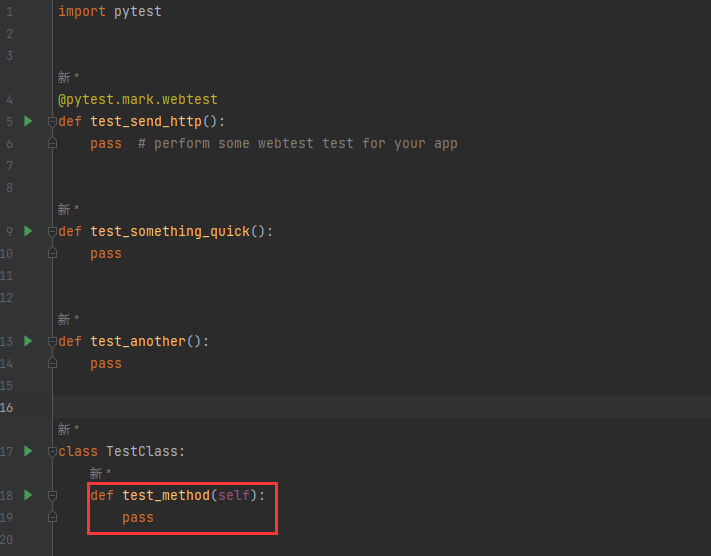 1 import pytest
2
3
新 *
4 @pytest.mark.webtest
5 def test_send_http():
6     pass  # perform some webtest test for your app
7
8
新 *
9 def test_something_quick():
10     pass
11
12
新 *
13 def test_another():
14     pass
15
16
新 *
17 class TestClass:
新 *
18     def test_method(self):
19         pass
20